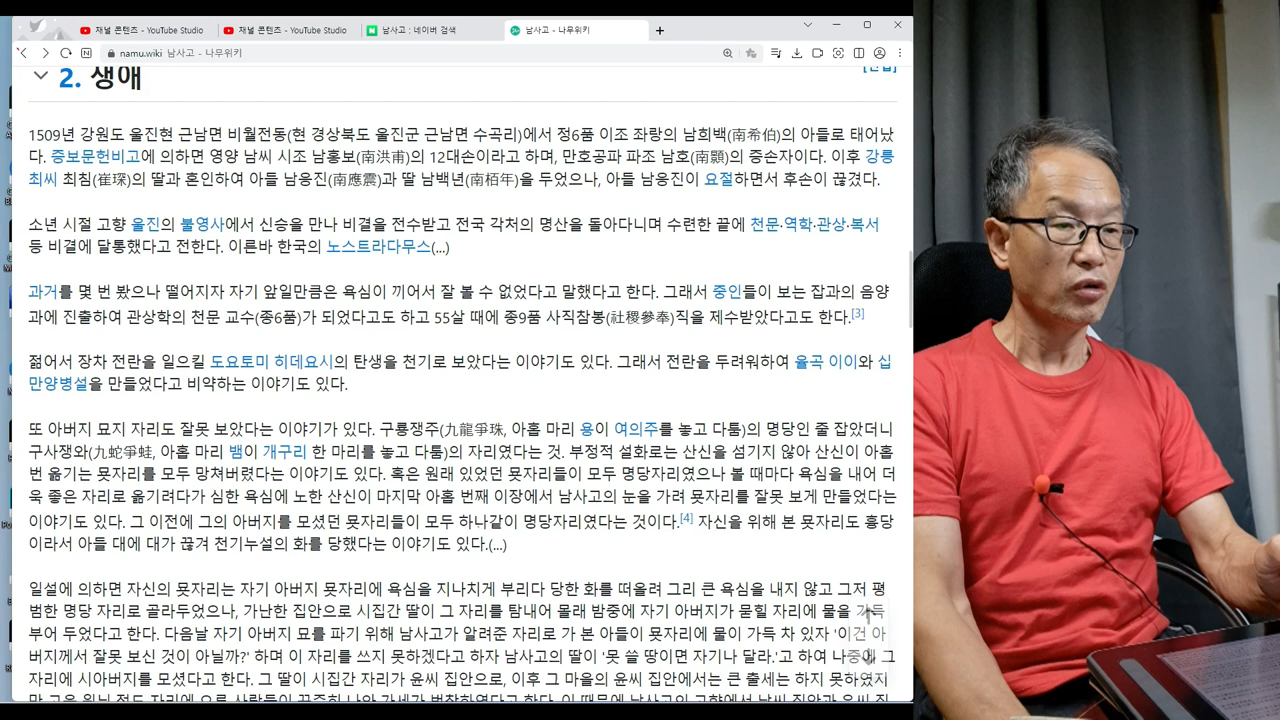 재널 콘텐츠 - YouTube Studio
재널 콘텐츠 - YouTube Studio
남사고 : 네이버 검색
남사고 - 나무위키
namu.wiki 남사고 - 나무위키
2. 생애
[편집]
1509년 강원도 울진현 근남면 비월전동(현 경상북도 울진군 근남면 수곡리)에서 정6품 이조 좌랑의 남희백(南希伯)의 아들로 태어났
다. 증보문헌비고에 의하면 영양 남씨 시조 남홍보(南洪甫)의 12대손이라고 하며, 만호공파 파조 남호(南顥)의 증손자이다. 이후 강릉
최씨 최침(崔琛)의 딸과 혼인하여 아들 남응진(南應震)과 딸 남백년(南栢年)을 두었으나, 아들 남응진이 요절하면서 후손이 끊겼다.
소년 시절 고향 울진의 불영사에서 신승을 만나 비결을 전수받고 전국 각처의 명산을 돌아다니며 수련한 끝에 천문·역학·관상·복서
등 비결에 달통했다고 전한다. 이른바 한국의 노스트라다무스(...)
과거를 몇 번 봤으나 떨어지자 자기 앞일만큼은 욕심이 끼어서 잘 볼 수 없었다고 말했다고 한다. 그래서 중인들이 보는 잡과의 음양
과에 진출하여 관상학의 천문 교수(종6품)가 되었다고도 하고 55살 때에 종9품 사직참봉(社稷參奉)직을 제수받았다고도 한다.[3]
젊어서 장차 전란을 일으킬 도요토미 히데요시의 탄생을 천기로 보았다는 이야기도 있다. 그래서 전란을 두려워하여 율곡 이이와 십
만양병설을 만들었다고 비약하는 이야기도 있다.
또 아버지 묘지 자리도 잘못 보았다는 이야기가 있다. 구룡쟁주(九龍爭珠, 아홉 마리 용이 여의주를 놓고 다툼)의 명당인 줄 잡았더니
구사쟁와(九蛇爭蛙, 아홉 마리 뱀이 개구리 한 마리를 놓고 다툼)의 자리였다는 것. 부정적 설화로는 산신을 섬기지 않아 산신이 아홉
번 옮기는 묫자리를 모두 망쳐버렸다는 이야기도 있다. 혹은 원래 있었던 묫자리들이 모두 명당자리였으나 볼 때마다 욕심을 내어 더
욱 좋은 자리로 옮기려다가 심한 욕심에 노한 산신이 마지막 아홉 번째 이장에서 남사고의 눈을 가려 묫자리를 잘못 보게 만들었다는
이야기도 있다. 그 이전에 그의 아버지를 모셨던 묫자리들이 모두 하나같이 명당자리였다는 것이다.[4] 자신을 위해 본 묫자리도 흉당
이라서 아들 대에 대가 끊겨 천기누설의 화를 당했다는 이야기도 있다.(...)
일설에 의하면 자신의 묫자리는 자기 아버지 묫자리에 욕심을 지나치게 부리다 당한 화를 떠올려 그리 큰 욕심을 내지 않고 그저 평
범한 명당 자리로 골라두었으나, 가난한 집안으로 시집간 딸이 그 자리를 탐내어 몰래 밤중에 자기 아버지가 묻힐 자리에 물을 가득
부어 두었다고 한다. 다음날 자기 아버지 묘를 파기 위해 남사고가 알려준 자리로 가 본 아들이 묫자리에 물이 가득 차 있자 '이건 아
버지께서 잘못 보신 것이 아닐까?' 하며 이 자리를 쓰지 못하겠다고 하자 남사고의 딸이 '못 쓸 땅이면 자기나 달라.'고 하여 나중에 그
자리에 시아버지를 모셨다고 한다. 그 딸이 시집간 자리가 윤씨 집안으로, 이후 그 마을의 윤씨 집안에서는 큰 출세는 하지 못하였지